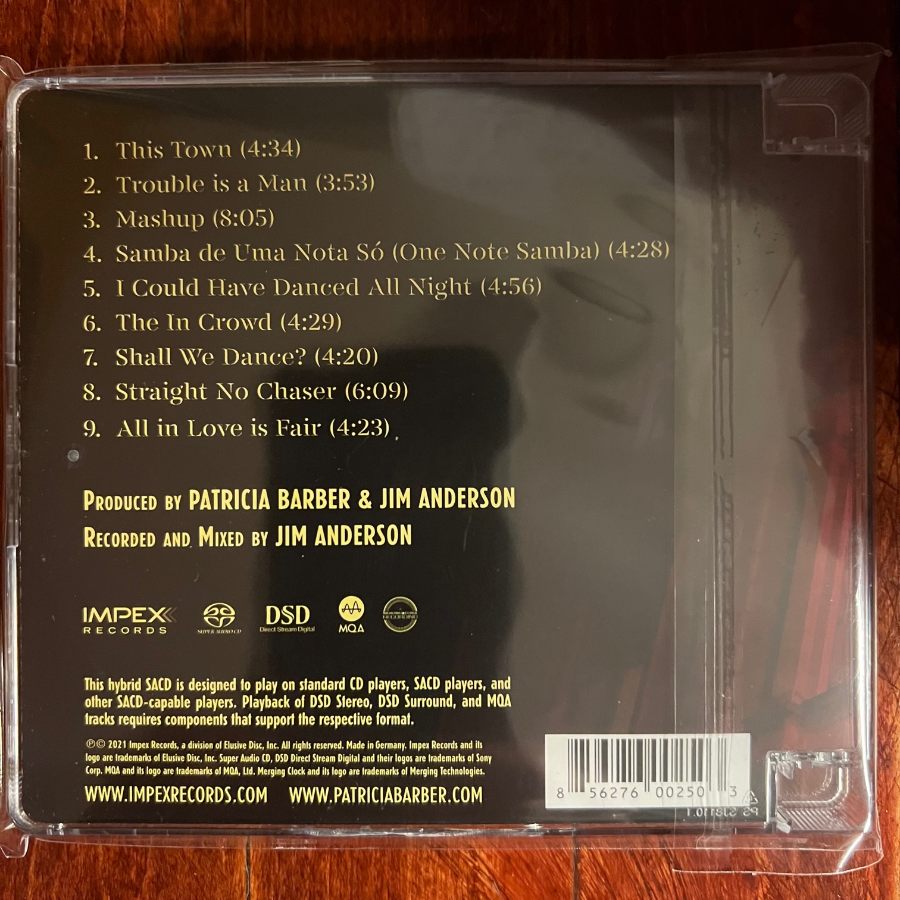 1. This Town (4:34)
2. Trouble is a Man (3:53)
3. Mashup (8:05)
4. Samba de Uma Nota Só (One Note Samba) (4:28)
5. I Could Have Danced All Night (4:56)
6. The In Crowd (4:29)
7. Shall We Dance? (4:20)
8. Straight No Chaser (6:09)
9. All in Love is Fair (4:23)
PRODUCED BY PATRICIA BARBER & JIM ANDERSON
RECORDED AND MIXED BY JIM ANDERSON
IMPEX
RECORDS
SUPER AUDIO CD
DSD
Direct Stream Digital
MQA
This hybrid SACD is designed to play on standard CD players, SACD players, and
other SACD-capable players. Playback of DSD Stereo, DSD Surround, and MQA
tracks requires components that support the respective format.
℗© 2021 Impex Records, a division of Elusive Disc, Inc. All rights reserved. Made in Germany. Impex Records and its
logo are trademarks of Elusive Disc, Inc. Super Audio CD, DSD Direct Stream Digital and their logos are trademarks of Sony
Corp. MQA and its logo are trademarks of MQA, Ltd. Merging Clock and its logo are trademarks of Merging Technologies.
WWW.IMPEXRECORDS.COM WWW.PATRICIABARBER.COM
8 56276 00250 3